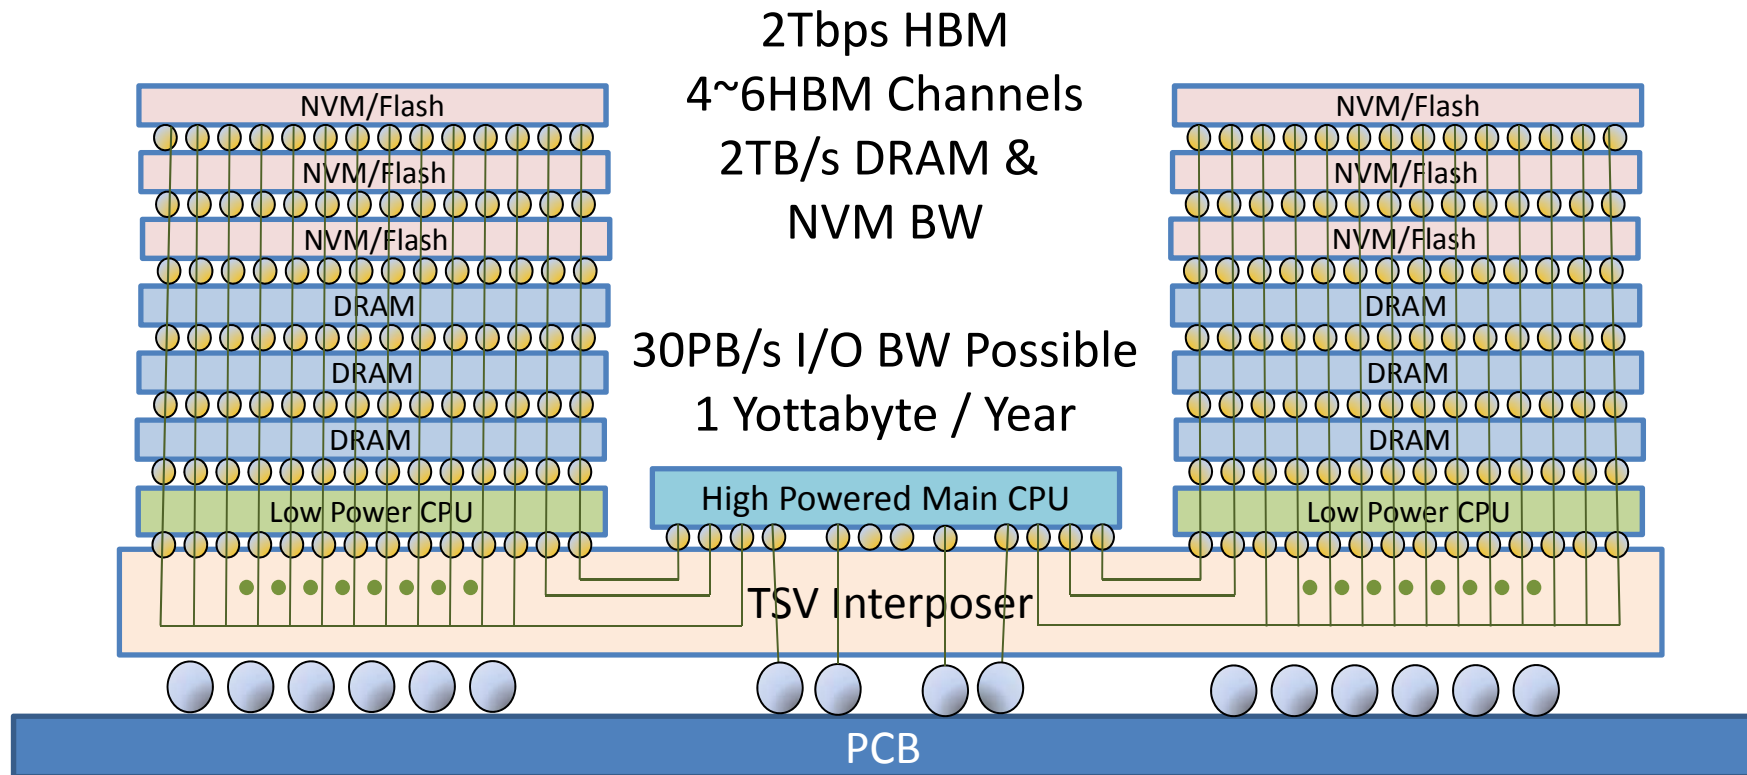 2Tbps HBM
4~6HBM Channels
2TB/s DRAM &
NVM BW
30PB/s I/O BW Possible
1 Yottabyte / Year
NVM/Flash
NVM/Flash
NVM/Flash
DRAM
DRAM
DRAM
Low Power CPU
High Powered Main CPU
NVM/Flash
NVM/Flash
NVM/Flash
DRAM
DRAM
DRAM
Low Power CPU
TSV Interposer
PCB